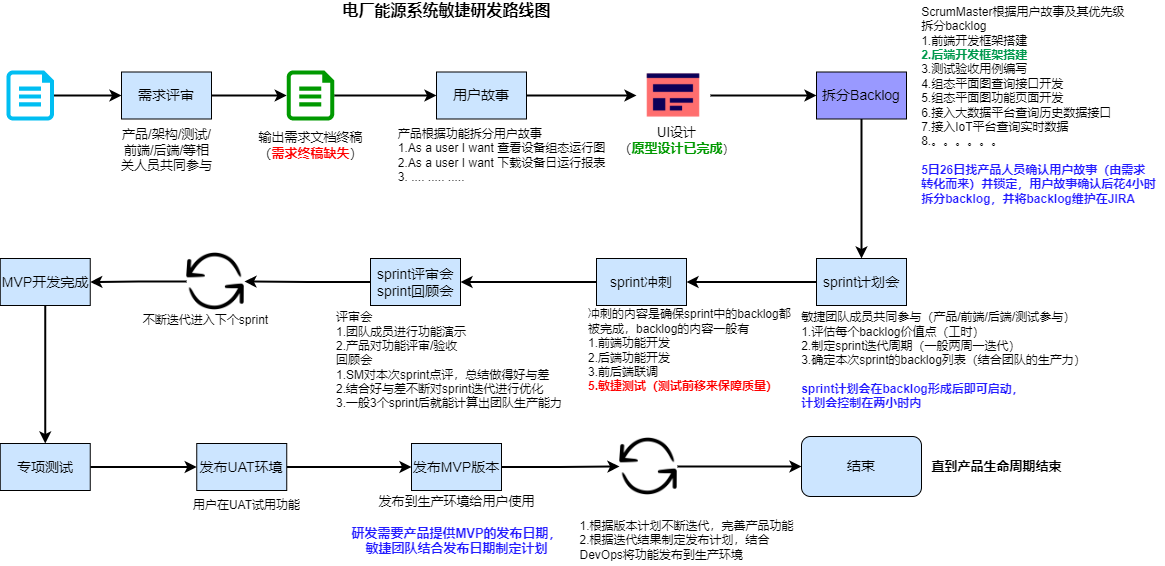 电厂能源系统敏捷研发路线图
需求评审
产品/架构/测试/
前端/后端/等相
关人员共同参与
输出需求文档终稿
（需求终稿缺失）
用户故事
产品根据功能拆分用户故事
1.As a user I want 查看设备组态运行图
2.As a user I want 下载设备日运行报表
3. .... ..... .....
UI设计
（原型设计已完成）
拆分Backlog
ScrumMaster根据用户故事及其优先级
拆分backlog
1.前端开发框架搭建
2.后端开发框架搭建
3.测试验收用例编写
4.组态平面图查询接口开发
5.组态平面图功能页面开发
6.接入大数据平台查询历史数据接口
7.接入IoT平台查询实时数据
8.。。。。。。
5日26日找产品人员确认用户故事（由需求
转化而来）并锁定，用户故事确认后花4小时
拆分backlog，并将backlog维护在JIRA
sprint计划会
敏捷团队成员共同参与（产品/前端/后端/测试参与）
1.评估每个backlog价值点（工时）
2.制定sprint迭代周期（一般两周一迭代）
3.确定本次sprint的backlog列表（结合团队的生产力）
sprint计划会在backlog形成后即可启动，
计划会控制在两小时内
sprint冲刺
冲刺的内容是确保sprint中的backlog都
被完成，backlog的内容一般有
1.前端功能开发
2.后端功能开发
3.前后端联调
5.敏捷测试（测试前移来保障质量）
sprint评审会
sprint回顾会
评审会
1.团队成员进行功能演示
2.产品对功能评审/验收
回顾会
1.SM对本次sprint点评，总结做得好与差
2.结合好与差不断对sprint迭代进行优化
3.一般3个sprint后就能计算出团队生产能力
不断迭代进入下个sprint
MVP开发完成
专项测试
发布UAT环境
用户在UAT试用功能
发布MVP版本
发布到生产环境给用户使用
研发需要产品提供MVP的发布日期，
敏捷团队结合发布日期制定计划
1.根据版本计划不断迭代，完善产品功能
2.根据迭代结果制定发布计划，结合
DevOps将功能发布到生产环境
结束
直到产品生命周期结束